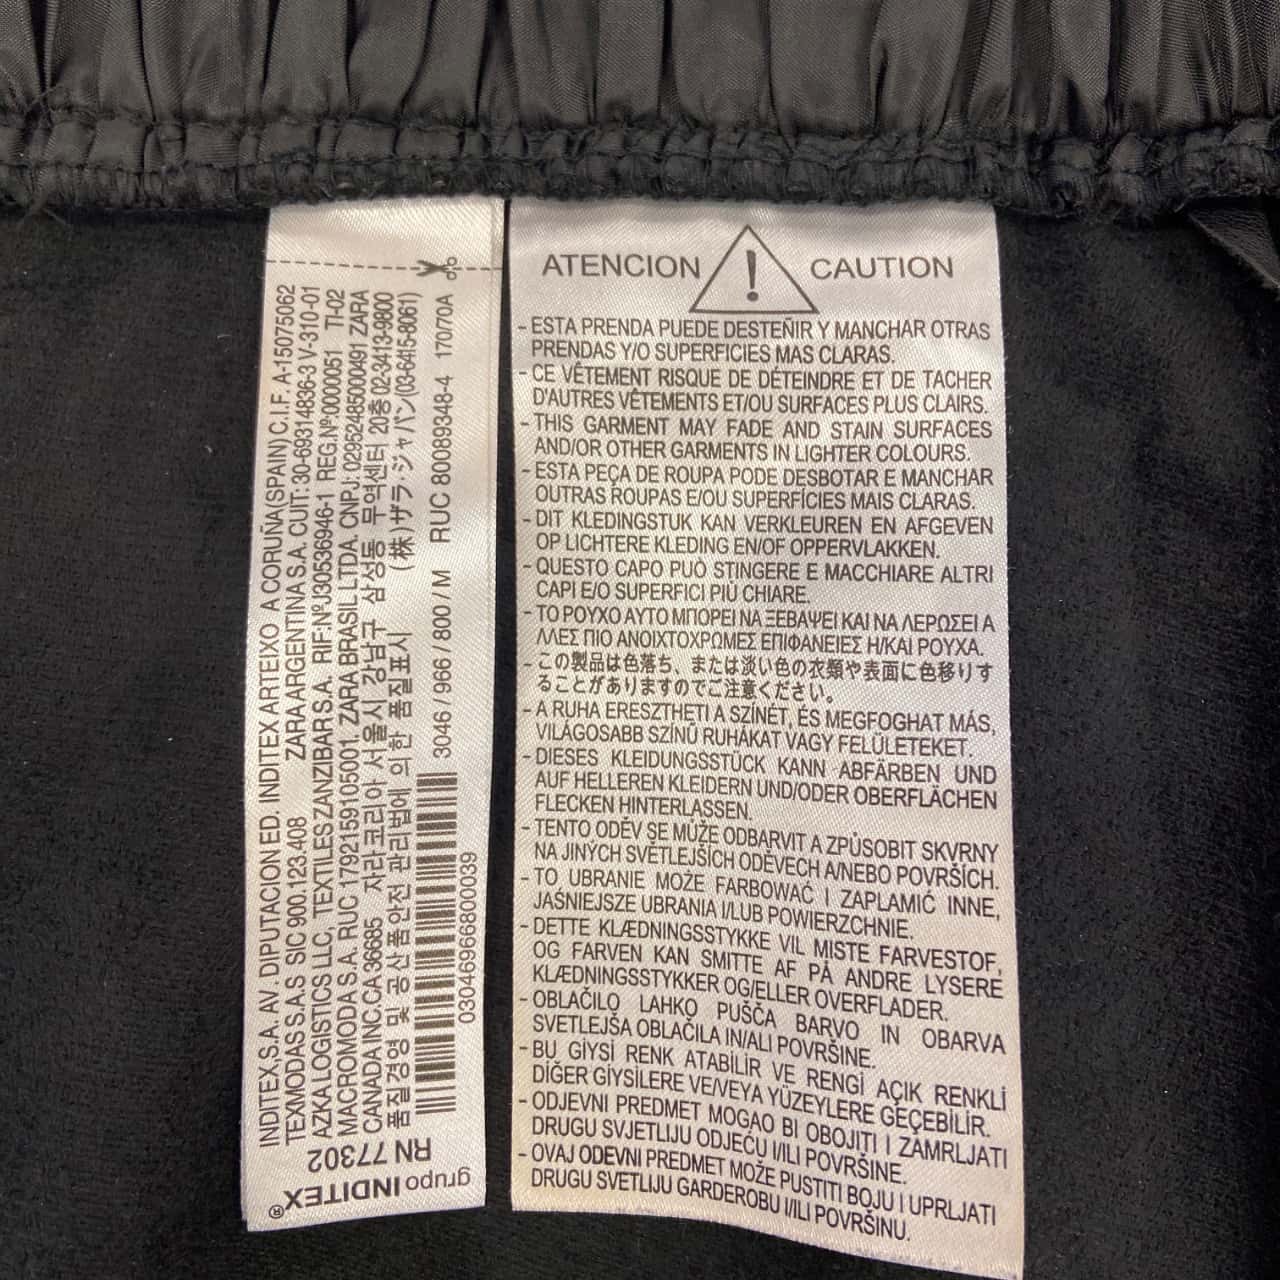 INDITEX,S.A. AV. DIPUTACION ED. INDITEX ARTEIXO A CORUÑA(SPAIN) C.I.F. A-15075062
TEXMODAS S.A.S SIC 900.123.408 ZARA ARGENTINA S.A. CUIT: 30-69314836-3 V-310-01
AZKA LOGISTICS LLC, TEXTILES ZANZIBAR S.A. RIF:NºJ30536946-1 REG.Nº0000051 TI-02
MACROMODA S.A. RUC 1792159105001 ZARA BRASIL LTDA. CNPJ: 02952485000491 ZARA
CANADA INC.CA 36685 자라코리아 서울시 강남구 삼성동 무역센터 20층 02-3413-9800
품질경영 및 공산품안전 관리법에 의한 품질표시 (株)ザラ・ジャパン(03-6415-8061)
3046 / 966 / 800 / M RUC 80089348-4 170/70A
03046966800039
RN 77302
grupo INDITEX®
ATENCION ! CAUTION
- ESTA PRENDA PUEDE DESTEÑIR Y MANCHAR OTRAS
PRENDAS Y/O SUPERFICIES MAS CLARAS.
- CE VÊTEMENT RISQUE DE DÉTEINDRE ET DE TACHER
D'AUTRES VÊTEMENTS ET/OU SURFACES PLUS CLAIRS.
- THIS GARMENT MAY FADE AND STAIN SURFACES
AND/OR OTHER GARMENTS IN LIGHTER COLOURS.
- ESTA PEÇA DE ROUPA PODE DESBOTAR E MANCHAR
OUTRAS ROUPAS E/OU SUPERFÍCIES MAIS CLARAS.
- DIT KLEDINGSTUK KAN VERKLEUREN EN AFGEVEN
OP LICHTERE KLEDING EN/OF OPPERVLAKKEN.
- QUESTO CAPO PUÒ STINGERE E MACCHIARE ALTRI
CAPI E/O SUPERFICI PIÙ CHIARE.
- ΤΟ ΡΟΥΧΟ ΑΥΤΟ ΜΠΟΡΕΙ ΝΑ ΞΕΒΑΨΕΙ ΚΑΙ ΝΑ ΛΕΡΩΣΕΙ Α
ΛΛΕΣ ΠΙΟ ΑΝΟΙΧΤΟΧΡΩΜΕΣ ΕΠΙΦΑΝΕΙΕΣ Η/ΚΑΙ ΡΟΥΧΑ.
- この製品は色落ち、または淡い色の衣類や表面に色移りす
ることがありますのでご注意ください。
- A RUHA ERESZTHETI A SZÍNÉT, ÉS MEGFOGHAT MÁS,
VILÁGOSABB SZÍNŰ RUHÁKAT VAGY FELÜLETEKET.
- DIESES KLEIDUNGSSTÜCK KANN ABFÄRBEN UND
AUF HELLEREN KLEIDERN UND/ODER OBERFLÄCHEN
FLECKEN HINTERLASSEN.
- TENTO ODĚV SE MŮŽE ODBARVIT A ZPŮSOBIT SKVRNY
NA JINÝCH SVĚTLEJŠÍCH ODĚVECH A/NEBO POVRŠÍCH.
- TO UBRANIE MOŻE FARBOWAĆ I ZAPLAMIĆ INNE,
JAŚNIEJSZE UBRANIA I/LUB POWIERZCHNIE.
- DETTE KLÆDNINGSSTYKKE VIL MISTE FARVESTOF,
OG FARVEN KAN SMITTE AF PÅ ANDRE LYSERE
KLÆDNINGSSTYKKER OG/ELLER OVERFLADER.
- OBLAČILO LAHKO PUŠČA BARVO IN OBARVA
SVETLEJŠA OBLAČILA IN/ALI POVRŠINE.
- BU GİYSİ RENK ATABİLİR VE RENGİ AÇIK RENKLİ
DİĞER GİYSİLERE VE/VEYA YÜZEYLERE GEÇEBİLİR.
- ODJEVNI PREDMET MOGAO BI OBOJITI I ZAMRLJATI
DRUGU SVJETLIJU ODJEĆU I/ILI POVRŠINE.
- OVAJ ODEVNI PREDMET MOŽE PUSTITI BOJU I UPRLJATI
DRUGU SVETLIJU GARDEROBU I/ILI POVRŠINU.